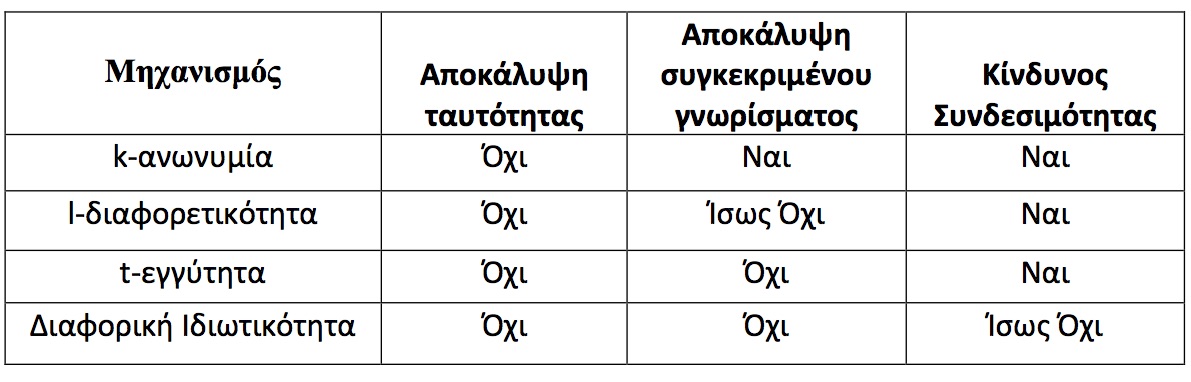 Μηχανισμός
Αποκάλυψη
ταυτότητας
Αποκάλυψη
συγκεκριμένου
γνωρίσματος
Κίνδυνος
Συνδεσιμότητας
k-ανωνυμία Όχι Ναι Ναι
l-διαφορετικότητα Όχι Ίσως Όχι Ναι
t-εγγύτητα Όχι Όχι Ναι
Διαφορική Ιδιωτικότητα Όχι Όχι Ίσως Όχι